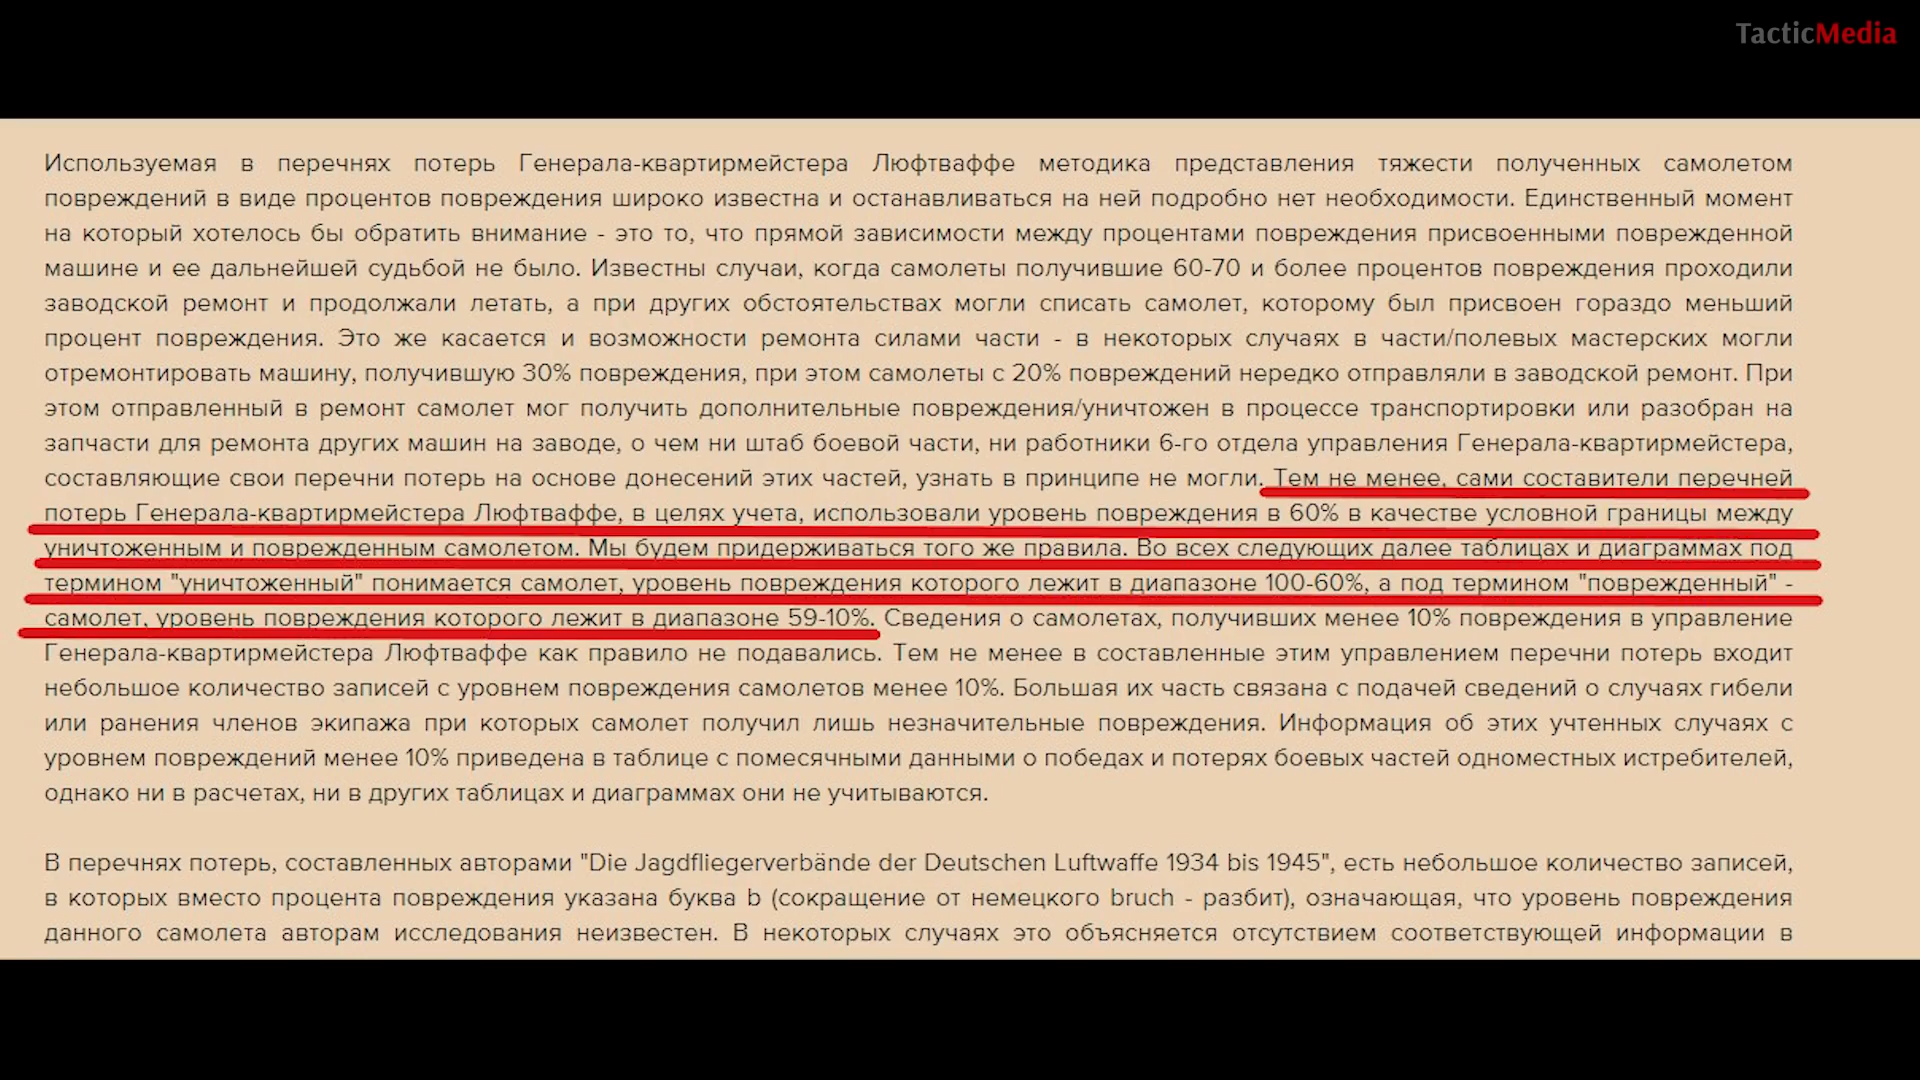 TacticMedia
Используемая в перечнях потерь Генерала-квартирмейстера Люфтваффе методика представления тяжести полученных самолетом
повреждений в виде процентов повреждения широко известна и останавливаться на ней подробно нет необходимости. Единственный момент
на который хотелось бы обратить внимание - это то, что прямой зависимости между процентами повреждения присвоенными поврежденной
машине и ее дальнейшей судьбой не было. Известны случаи, когда самолеты получившие 60-70 и более процентов повреждения проходили
заводской ремонт и продолжали летать, а при других обстоятельствах могли списать самолет, которому был присвоен гораздо меньший
процент повреждения. Это же касается и возможности ремонта силами части - в некоторых случаях в части/полевых мастерских могли
отремонтировать машину, получившую 30% повреждения, при этом самолеты с 20% повреждений нередко отправляли в заводской ремонт. При
этом отправленный в ремонт самолет мог получить дополнительные повреждения/уничтожен в процессе транспортировки или разобран на
запчасти для ремонта других машин на заводе, о чем ни штаб боевой части, ни работники 6-го отдела управления Генерала-квартирмейстера,
составляющие свои перечни потерь на основе донесений этих частей, узнать в принципе не могли. Тем не менее, сами составители перечней
потерь Генерала-квартирмейстера Люфтваффе, в целях учета, использовали уровень повреждения в 60% в качестве условной границы между
уничтоженным и поврежденным самолетом. Мы будем придерживаться того же правила. Во всех следующих далее таблицах и диаграммах под
термином "уничтоженный" понимается самолет, уровень повреждения которого лежит в диапазоне 100-60%, а под термином "поврежденный" -
самолет, уровень повреждения которого лежит в диапазоне 59-10%. Сведения о самолетах, получивших менее 10% повреждения в управление
Генерала-квартирмейстера Люфтваффе как правило не подавались. Тем не менее в составленные этим управлением перечни потерь входит
небольшое количество записей с уровнем повреждения самолетов менее 10%. Большая их часть связана с подачей сведений о случаях гибели
или ранения членов экипажа при которых самолет получил лишь незначительные повреждения. Информация об этих учтенных случаях с
уровнем повреждений менее 10% приведена в таблице с помесячными данными о победах и потерях боевых частей одноместных истребителей,
однако ни в расчетах, ни в других таблицах и диаграммах они не учитываются.
В перечнях потерь, составленных авторами "Die Jagdfliegerverbände der Deutschen Luftwaffe 1934 bis 1945", есть небольшое количество записей,
в которых вместо процента повреждения указана буква b (сокращение от немецкого bruch - разбит), означающая, что уровень повреждения
данного самолета авторам исследования неизвестен. В некоторых случаях это объясняется отсутствием соответствующей информации в